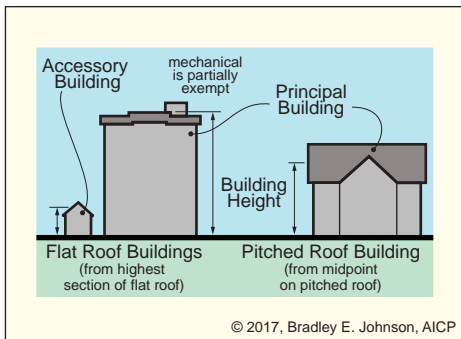 Accessory
Building
mechanical
is partially
exempt
Principal
Building
Building
Height
Flat Roof Buildings
(from highest
section of flat roof)
Pitched Roof Building
(from midpoint
on pitched roof)
© 2017, Bradley E. Johnson, AICP